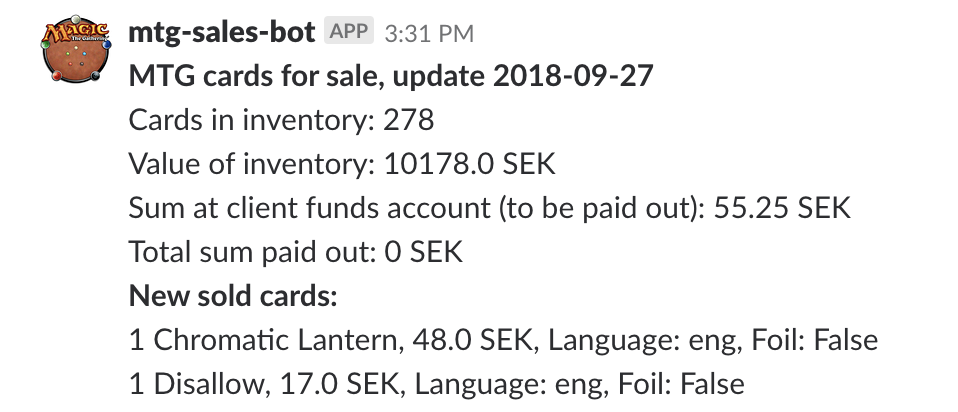 MAGIC
The Gathering
mtg-sales-bot APP 3:31 PM
MTG cards for sale, update 2018-09-27
Cards in inventory: 278
Value of inventory: 10178.0 SEK
Sum at client funds account (to be paid out): 55.25 SEK
Total sum paid out: 0 SEK
New sold cards:
1 Chromatic Lantern, 48.0 SEK, Language: eng, Foil: False
1 Disallow, 17.0 SEK, Language: eng, Foil: False